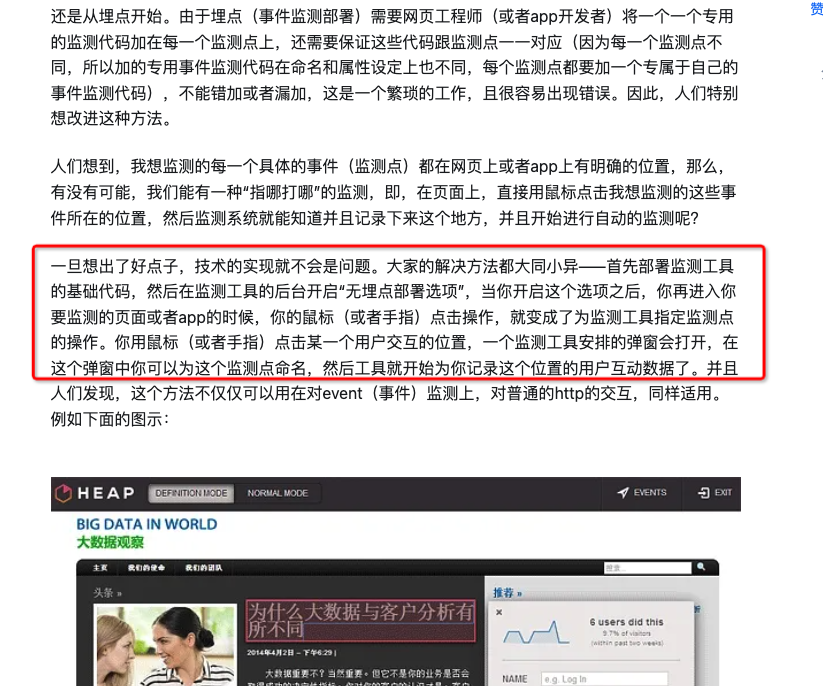 赞
还是从埋点开始。由于埋点（事件监测部署）需要网页工程师（或者app开发者）将一个一个专用
的监测代码加在每一个监测点上，还需要保证这些代码跟监测点一一对应（因为每一个监测点不
同，所以加的专用事件监测代码在命名和属性设定上也不同，每个监测点都要加一个专属于自己的
事件监测代码），不能错加或者漏加，这是一个繁琐的工作，且很容易出现错误。因此，人们特别
想改进这种方法。
人们想到，我想监测的每一个具体的事件（监测点）都在网页上或者app上有明确的位置，那么，
有没有可能，我们能有一种“指哪打哪”的监测，即，在页面上，直接用鼠标点击我想监测的这些事
件所在的位置，然后监测系统就能知道并且记录下来这个地方，并且开始进行自动的监测呢？
一旦想出了好点子，技术的实现就不会是问题。大家的解决方法都大同小异——首先部署监测工具
的基础代码，然后在监测工具的后台开启“无埋点部署选项”，当你开启这个选项之后，你再进入你
要监测的页面或者app的时候，你的鼠标（或者手指）点击操作，就变成了为监测工具指定监测点
的操作。你用鼠标（或者手指）点击某一个用户交互的位置，一个监测工具安排的弹窗会打开，在
这个弹窗中你可以为这个监测点命名，然后工具就开始为你记录这个位置的用户互动数据了。并且
人们发现，这个方法不仅仅可以用在对event（事件）监测上，对普通的http的交互，同样适用。
例如下面的图示：
HEAP DEFINITION MODE NORMAL MODE EVENTS EXIT
BIG DATA IN WORLD
大数据观察
主页 我们的使命 我们的团队 搜索...
头条 »
推荐 »
为什么大数据与客户分析有
所不同
2014年4月2日 – 下午6:29 |
大数据重要不？当然重要。但它不是你的业务是否会
6 users did this
9.7% of visitors
(within past two weeks)
NAME e.g. Log In